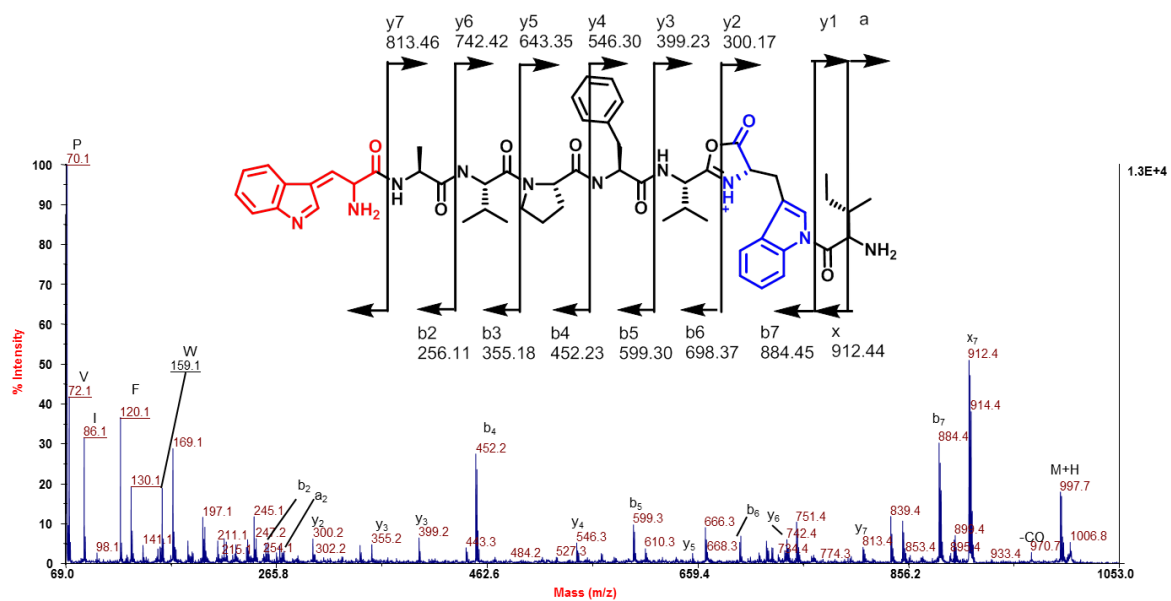 y7 y6 y5 y4 y3 y2 y1 a
813.46 742.42 643.35 546.30 399.23 300.17
O
O
NH2
N
N
H
O
N
O
N
O
N
O
H
N
O
O
N
H
+
N
O
NH2
b2 b3 b4 b5 b6 b7 x
256.11 355.18 452.23 599.30 698.37 884.45 912.44
P
70.1
1.3E+4
100
90
80
70
60
50
40
30
20
10
0
% Intensity
V
72.1
I
86.1
98.1
F
120.1
130.1
141.1
W
159.1
169.1
197.1
211.1
215.1
245.1
247.2
254.1
b2
a2
y2
300.2
302.2
y3
355.2
y3
399.2
443.3
b4
452.2
484.2
527.3
y4
546.3
b5
599.3
610.3
y5
666.3
668.3
b6
y6
751.4
742.4
724.4
774.3
y7
813.4
839.4
853.4
b7
884.4
899.4
895.4
x7
912.4
914.4
933.4
-CO
970.7
M+H
997.7
1006.8
69.0 265.8 462.6 659.4 856.2 1053.0
Mass (m/z)